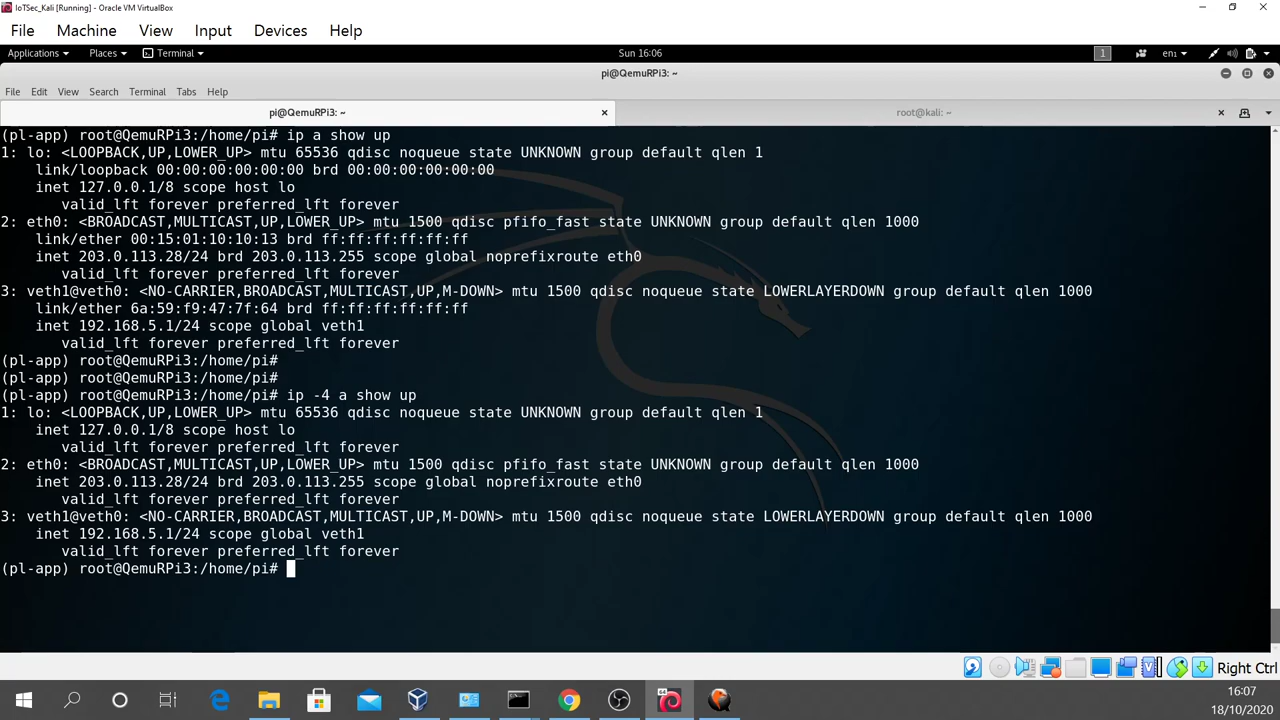 IoTSec_Kali [Running] - Oracle VM VirtualBox
File Machine View Input Devices Help
Applications Places Terminal Sun 16:06 1 en1
pi@QemuRPi3: ~
File Edit View Search Terminal Tabs Help
pi@QemuRPi3: ~ root@kali: ~
(pl-app) root@QemuRPi3:/home/pi# ip a show up
1: lo: <LOOPBACK,UP,LOWER_UP> mtu 65536 qdisc noqueue state UNKNOWN group default qlen 1
link/loopback 00:00:00:00:00:00 brd 00:00:00:00:00:00
inet 127.0.0.1/8 scope host lo
valid_lft forever preferred_lft forever
2: eth0: <BROADCAST,MULTICAST,UP,LOWER_UP> mtu 1500 qdisc pfifo_fast state UNKNOWN group default qlen 1000
link/ether 00:15:01:10:10:13 brd ff:ff:ff:ff:ff:ff
inet 203.0.113.28/24 brd 203.0.113.255 scope global noprefixroute eth0
valid_lft forever preferred_lft forever
3: veth1@veth0: <NO-CARRIER,BROADCAST,MULTICAST,UP,M-DOWN> mtu 1500 qdisc noqueue state LOWERLAYERDOWN group default qlen 1000
link/ether 6a:59:f9:47:7f:64 brd ff:ff:ff:ff:ff:ff
inet 192.168.5.1/24 scope global veth1
valid_lft forever preferred_lft forever
(pl-app) root@QemuRPi3:/home/pi#
(pl-app) root@QemuRPi3:/home/pi#
(pl-app) root@QemuRPi3:/home/pi# ip -4 a show up
1: lo: <LOOPBACK,UP,LOWER_UP> mtu 65536 qdisc noqueue state UNKNOWN group default qlen 1
inet 127.0.0.1/8 scope host lo
valid_lft forever preferred_lft forever
2: eth0: <BROADCAST,MULTICAST,UP,LOWER_UP> mtu 1500 qdisc pfifo_fast state UNKNOWN group default qlen 1000
inet 203.0.113.28/24 brd 203.0.113.255 scope global noprefixroute eth0
valid_lft forever preferred_lft forever
3: veth1@veth0: <NO-CARRIER,BROADCAST,MULTICAST,UP,M-DOWN> mtu 1500 qdisc noqueue state LOWERLAYERDOWN group default qlen 1000
inet 192.168.5.1/24 scope global veth1
valid_lft forever preferred_lft forever
(pl-app) root@QemuRPi3:/home/pi#
Right Ctrl
16:07
18/10/2020